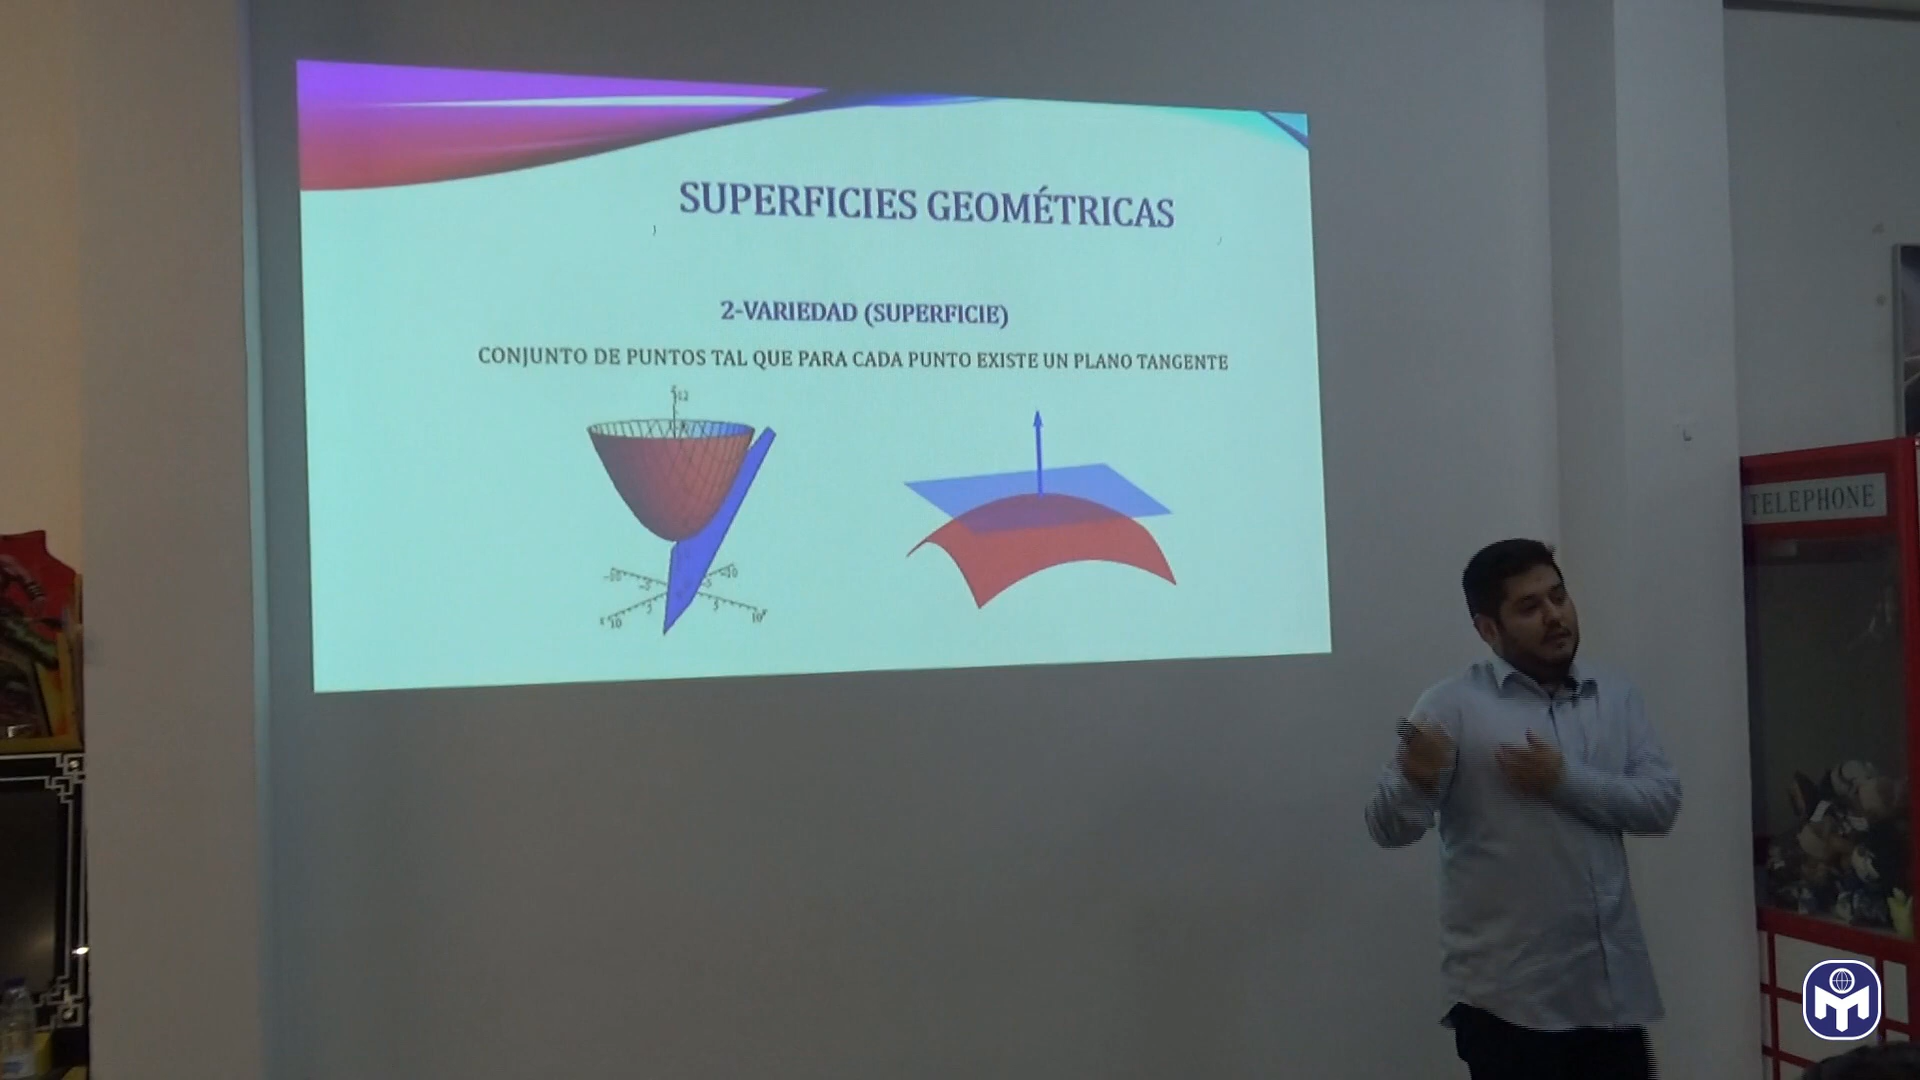 SUPERFICIES GEOMÉTRICAS
2-VARIEDAD (SUPERFICIE)
CONJUNTO DE PUNTOS TAL QUE PARA CADA PUNTO EXISTE UN PLANO TANGENTE
TELEPHONE